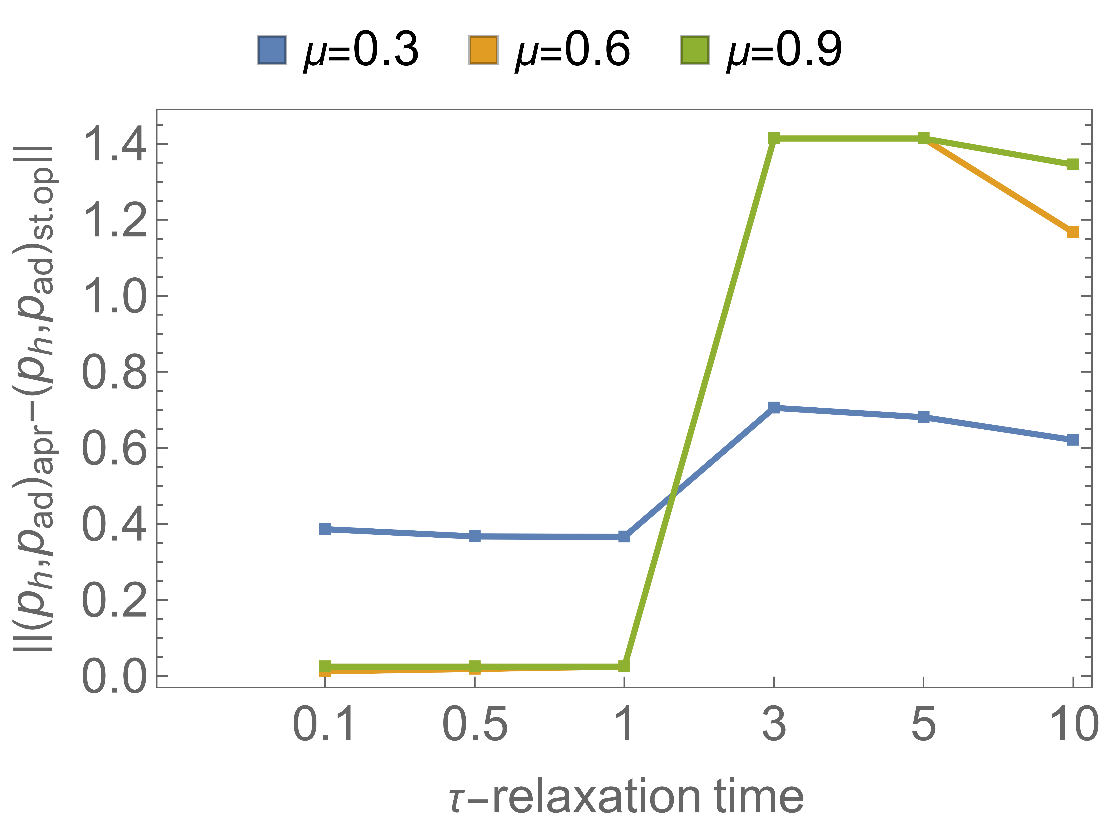 μ=0.3 μ=0.6 μ=0.9
||(p_h,p_ad)_apr−(p_h,p_ad)_st.op||
1.4
1.2
1.0
0.8
0.6
0.4
0.2
0.0
0.1 0.5 1 3 5 10
τ−relaxation time